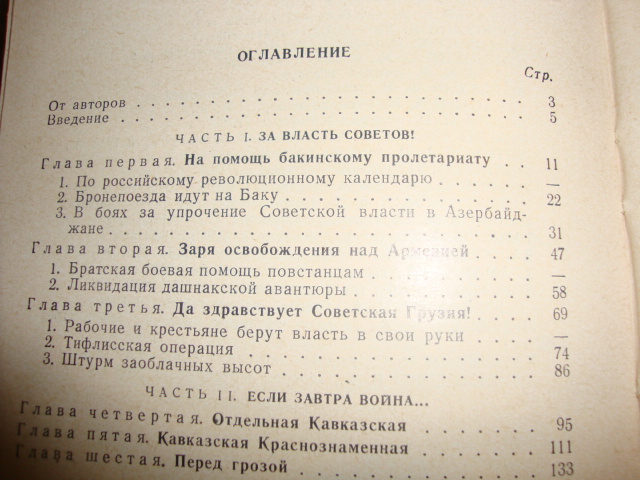 ОГЛАВЛЕНИЕ
Стр.
От авторов . . . . . . . . . . . . . . . . . . . . . . . 3
Введение . . . . . . . . . . . . . . . . . . . . . . . 5
ЧАСТЬ I. ЗА ВЛАСТЬ СОВЕТОВ!
Глава первая. На помощь бакинскому пролетариату . . 11
1. По российскому революционному календарю . . . . —
2. Бронепоезда идут на Баку . . . . . . . . . . . . 22
3. В боях за упрочение Советской власти в Азербайд-
жане . . . . . . . . . . . . . . . . . . . . . . . 31
Глава вторая. Заря освобождения над Арменией . . . 47
1. Братская боевая помощь повстанцам . . . . . . . —
2. Ликвидация дашнакской авантюры . . . . . . . . 58
Глава третья. Да здравствует Советская Грузия! . . . 69
1. Рабочие и крестьяне берут власть в свои руки . . . —
2. Тифлисская операция . . . . . . . . . . . . . . 74
3. Штурм заоблачных высот . . . . . . . . . . . . 86
ЧАСТЬ II. ЕСЛИ ЗАВТРА ВОЙНА...
Глава четвертая. Отдельная Кавказская . . . . . . . 95
Глава пятая. Кавказская Краснознаменная . . . . . . 111
Глава шестая. Перед грозой . . . . . . . . . . . . 133